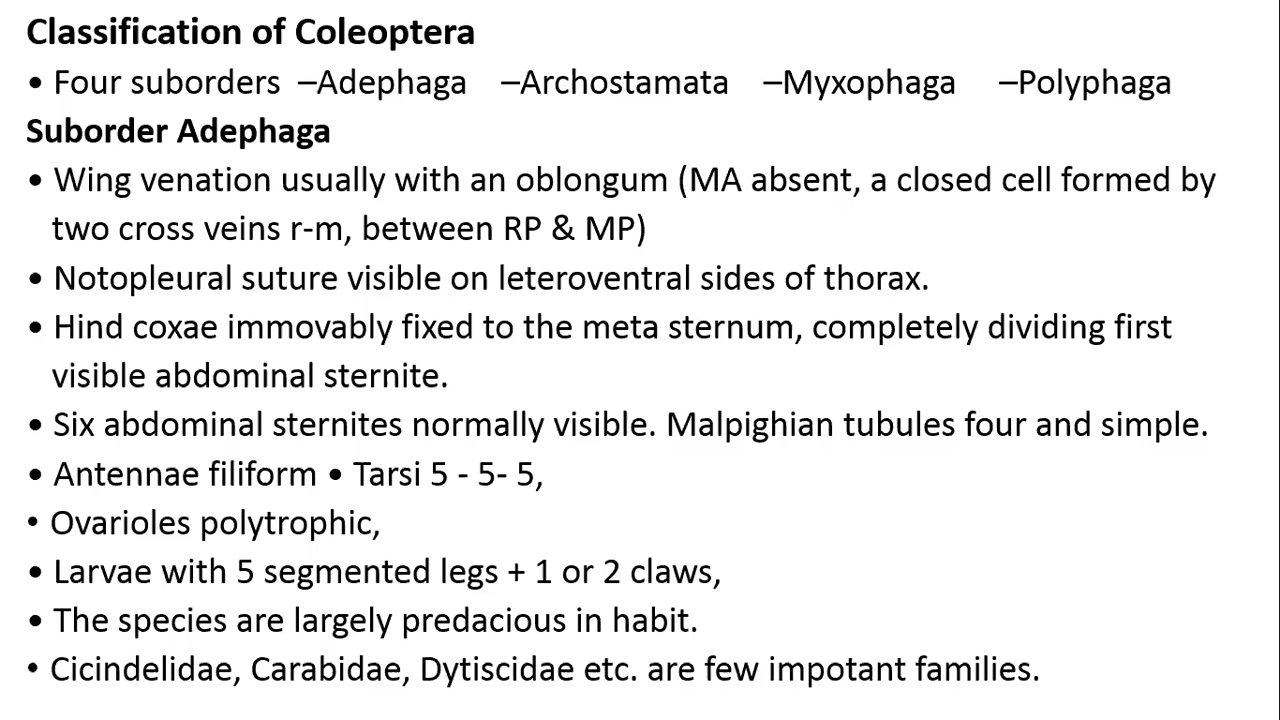 Classification of Coleoptera
• Four suborders –Adephaga –Archostamata –Myxophaga –Polyphaga
Suborder Adephaga
• Wing venation usually with an oblongum (MA absent, a closed cell formed by
two cross veins r-m, between RP & MP)
• Notopleural suture visible on leteroventral sides of thorax.
• Hind coxae immovably fixed to the meta sternum, completely dividing first
visible abdominal sternite.
• Six abdominal sternites normally visible. Malpighian tubules four and simple.
• Antennae filiform • Tarsi 5 - 5- 5,
• Ovarioles polytrophic,
• Larvae with 5 segmented legs + 1 or 2 claws,
• The species are largely predacious in habit.
• Cicindelidae, Carabidae, Dytiscidae etc. are few impotant families.